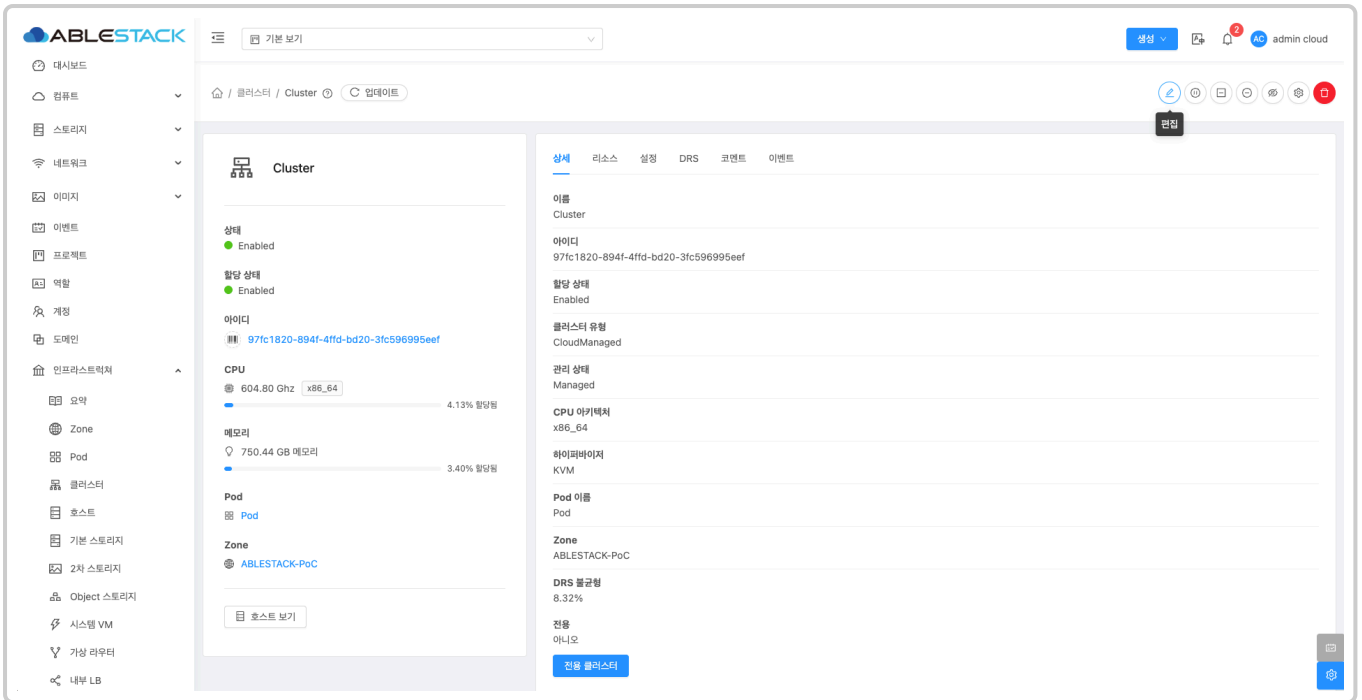 ABLESTACK
기본 보기
생성
2
AC
admin cloud
대시보드
컴퓨트
스토리지
네트워크
이미지
이벤트
프로젝트
역할
계정
도메인
인프라스트럭쳐
요약
Zone
Pod
클러스터
호스트
기본 스토리지
2차 스토리지
Object 스토리지
시스템 VM
가상 라우터
내부 LB
/ 클러스터 / Cluster
업데이트
편집
Cluster
상태
Enabled
할당 상태
Enabled
아이디
97fc1820-894f-4ffd-bd20-3fc596995eef
CPU
604.80 Ghz x86_64
4.13% 할당됨
메모리
750.44 GB 메모리
3.40% 할당됨
Pod
Pod
Zone
ABLESTACK-PoC
호스트 보기
상세 리소스 설정 DRS 코멘트 이벤트
이름
Cluster
아이디
97fc1820-894f-4ffd-bd20-3fc596995eef
할당 상태
Enabled
클러스터 유형
CloudManaged
관리 상태
Managed
CPU 아키텍처
x86_64
하이퍼바이저
KVM
Pod 이름
Pod
Zone
ABLESTACK-PoC
DRS 불균형
8.32%
전용
아니오
전용 클러스터